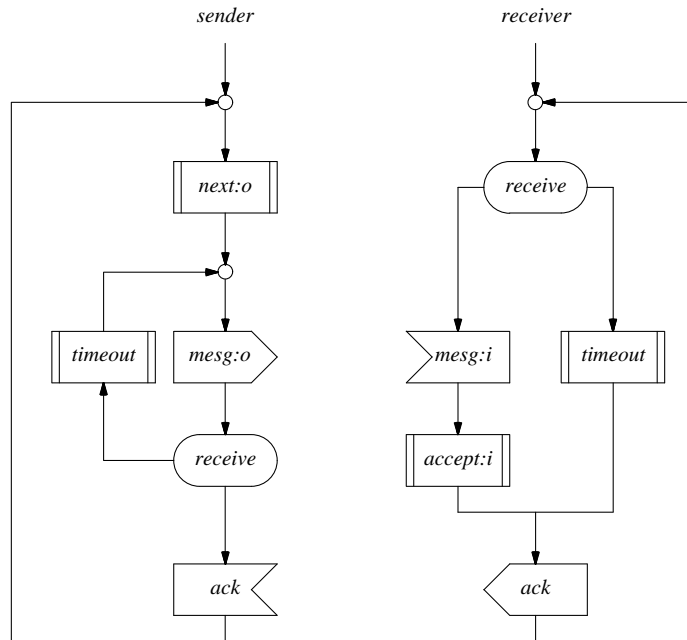 sender
receiver
next:o
receive
timeout
mesg:o
mesg:i
timeout
receive
accept:i
ack
ack